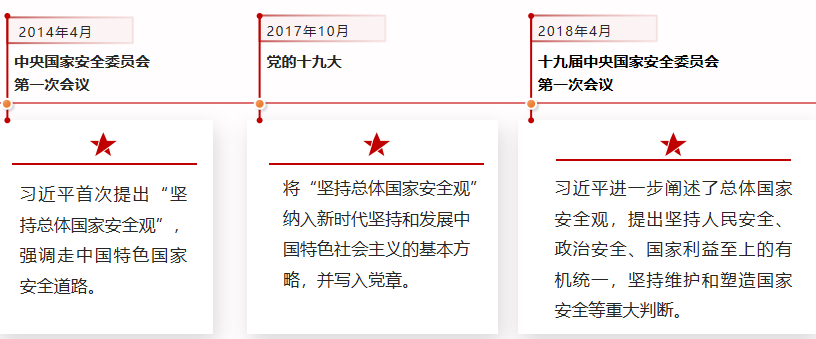 2014年4月
中央国家安全委员会
第一次会议
习近平首次提出“坚
持总体国家安全观”，
强调走中国特色国家
安全道路。
2017年10月
党的十九大
将“坚持总体国家安全观”
纳入新时代坚持和发展中
国特色社会主义的基本方
略，并写入党章。
2018年4月
十九届中央国家安全委员会
第一次会议
习近平进一步阐述了总体国家
安全观，提出坚持人民安全、
政治安全、国家利益至上的有
机统一，坚持维护和塑造国家
安全等重大判断。